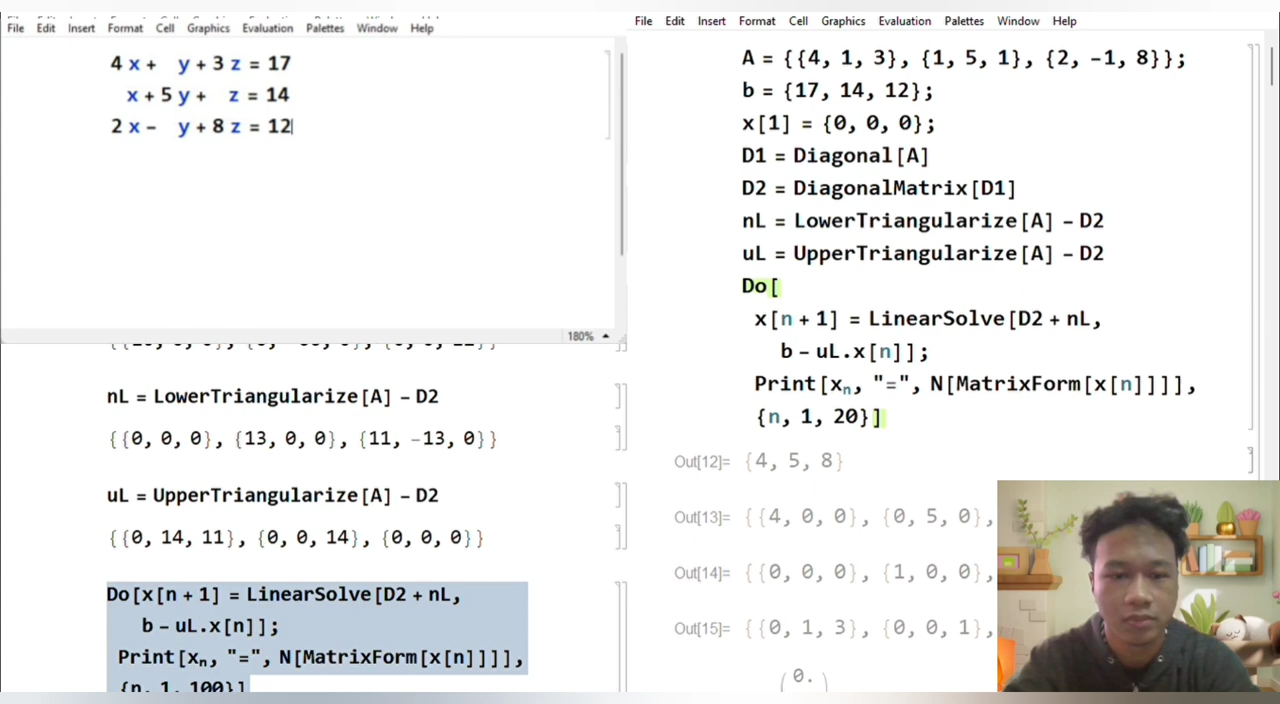 File Edit Insert Format Cell Graphics Evaluation Palettes Window Help
4 x + y + 3 z = 17
x + 5 y + z = 14
2 x - y + 8 z = 12
180%
nL = LowerTriangularize[A] - D2
{{0, 0, 0}, {13, 0, 0}, {11, -13, 0}}
uL = UpperTriangularize[A] - D2
{{0, 14, 11}, {0, 0, 14}, {0, 0, 0}}
Do[x[n + 1] = LinearSolve[D2 + nL,
b - uL.x[n]];
Print[xₙ, "=", N[MatrixForm[x[n]]]],
{n, 1, 100}]
File Edit Insert Format Cell Graphics Evaluation Palettes Window Help
A = {{4, 1, 3}, {1, 5, 1}, {2, -1, 8}};
b = {17, 14, 12};
x[1] = {0, 0, 0};
D1 = Diagonal[A]
D2 = DiagonalMatrix[D1]
nL = LowerTriangularize[A] - D2
uL = UpperTriangularize[A] - D2
Do[
x[n + 1] = LinearSolve[D2 + nL,
b - uL.x[n]];
Print[xₙ, "=", N[MatrixForm[x[n]]]],
{n, 1, 20}]
Out[12]= {4, 5, 8}
Out[13]= {{4, 0, 0}, {0, 5, 0},
Out[14]= {{0, 0, 0}, {1, 0, 0},
Out[15]= {{0, 1, 3}, {0, 0, 1},
0.